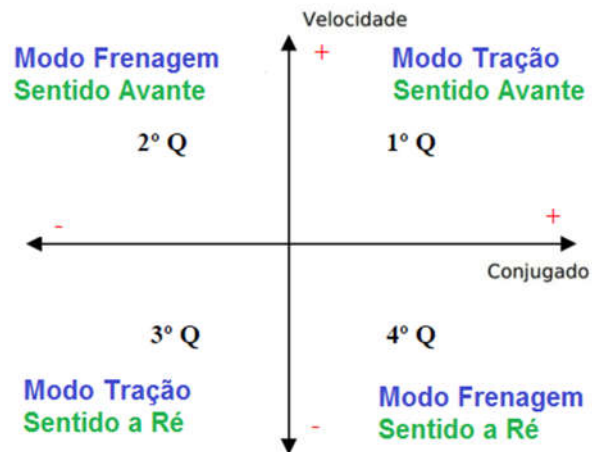 Velocidade
+
Modo Frenagem
Sentido Avante
Modo Tração
Sentido Avante
2º Q
1º Q
-
+
Conjugado
3º Q
4º Q
Modo Tração
Sentido a Ré
Modo Frenagem
Sentido a Ré
-